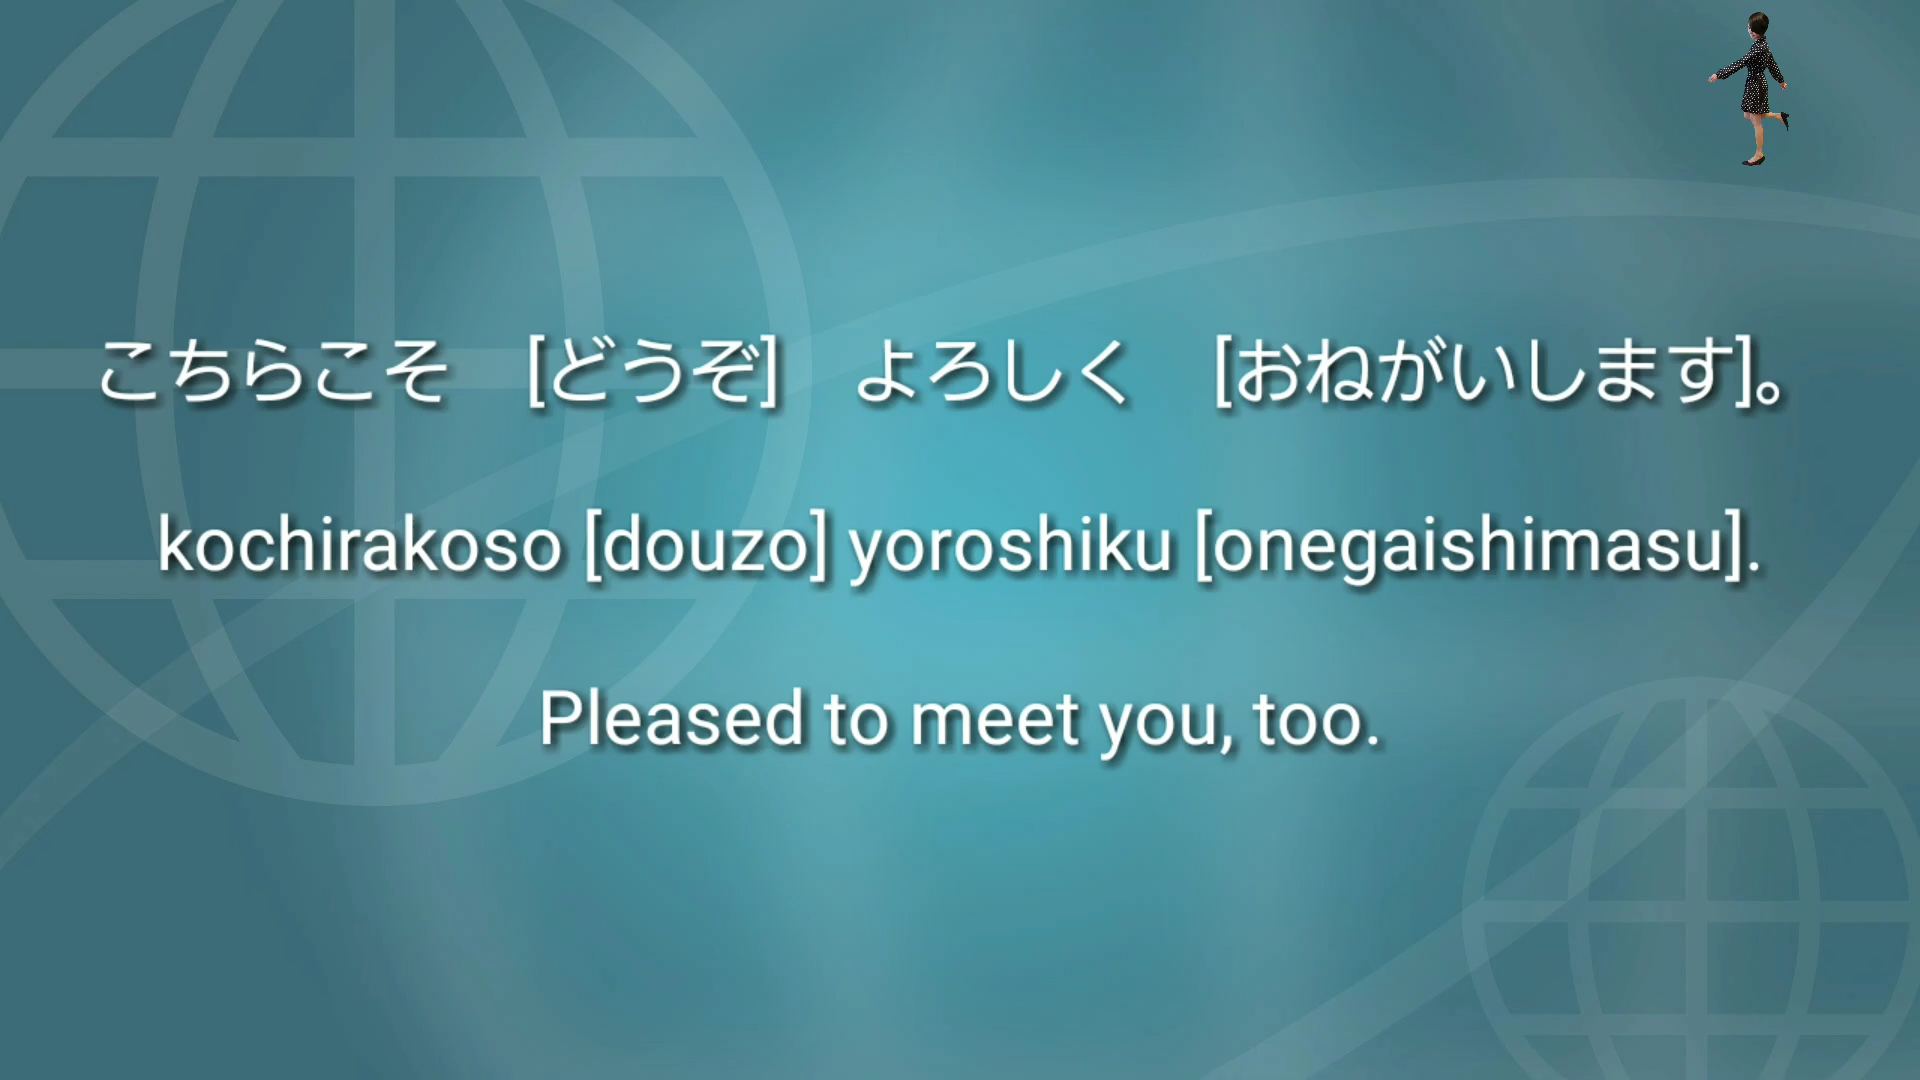 こちらこそ　[どうぞ]　よろしく　[おねがいします]。
kochirakoso [douzo] yoroshiku [onegaishimasu].
Pleased to meet you, too.